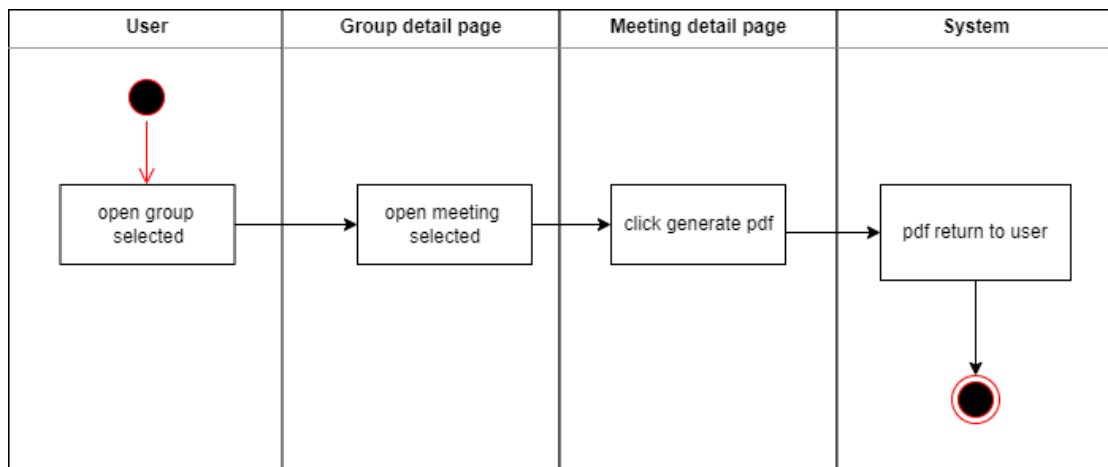 User
Group detail page
Meeting detail page
System
open group
selected
open meeting
selected
click generate pdf
pdf return to user